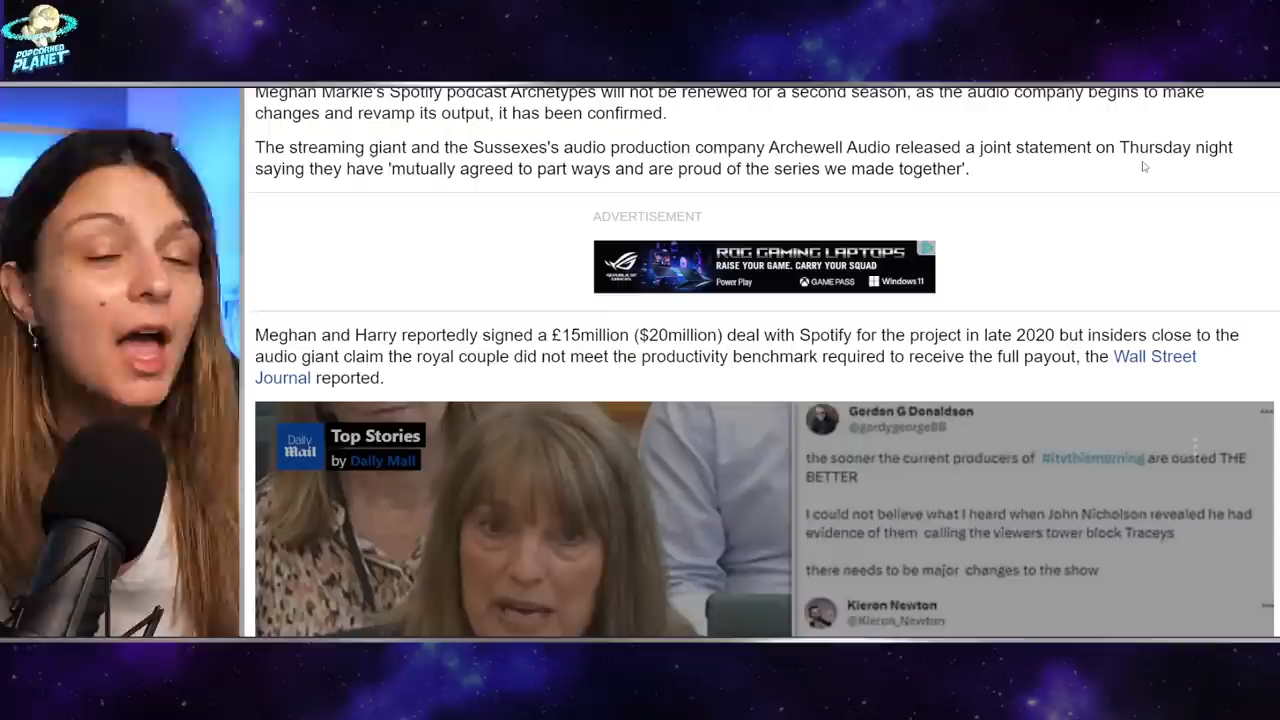 POPCORNED
PLANET
Meghan Markle's Spotify podcast Archetypes will not be renewed for a second season, as the audio company begins to make
changes and revamp its output, it has been confirmed.
The streaming giant and the Sussexes's audio production company Archewell Audio released a joint statement on Thursday night
saying they have 'mutually agreed to part ways and are proud of the series we made together'.
ADVERTISEMENT
ROG GAMING LAPTOPS
RAISE YOUR GAME. CARRY YOUR SQUAD
REPUBLIC OF
GAMERS
Power Play
GAME PASS
Windows 11
Meghan and Harry reportedly signed a £15million ($20million) deal with Spotify for the project in late 2020 but insiders close to the
audio giant claim the royal couple did not meet the productivity benchmark required to receive the full payout, the Wall Street
Journal reported.
Daily
Mail
Top Stories
by Daily Mail
Gordon G Donaldson
@gordygeorgeBB
the sooner the current producers of #itvthismorning are ousted THE
BETTER
I could not believe what I heard when John Nicholson revealed he had
evidence of them calling the viewers tower block Traceys
there needs to be major changes to the show
Kieron Newton
@Kieron_Newton